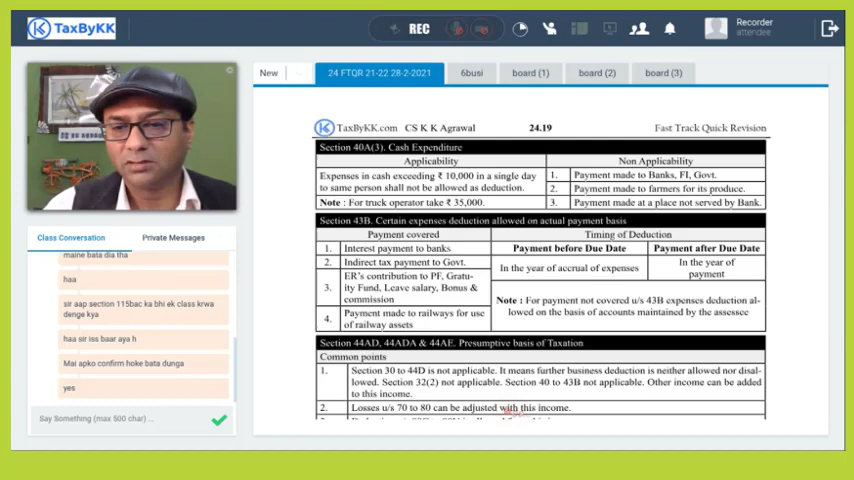 TaxByKK
REC
Recorder
attendee
New
24 FTQR 21-22 28-2-2021
6busi
board (1)
board (2)
board (3)
TaxByKK.com CS K K Agrawal
24.19
Fast Track Quick Revision
Section 40A(3). Cash Expenditure
Applicability
Non Applicability
Expenses in cash exceeding ₹ 10,000 in a single day
to same person shall not be allowed as deduction.
Note : For truck operator take ₹ 35,000.
1. Payment made to Banks, FI, Govt.
2. Payment made to farmers for its produce.
3. Payment made at a place not served by Bank.
Section 43B. Certain expenses deduction allowed on actual payment basis
Payment covered
Timing of Deduction
1. Interest payment to banks
2. Indirect tax payment to Govt.
3. ER's contribution to PF, Gratu-
ity Fund, Leave salary, Bonus &
commission
4. Payment made to railways for use
of railway assets
Payment before Due Date
Payment after Due Date
In the year of accrual of expenses
In the year of
payment
Note : For payment not covered u/s 43B expenses deduction al-
lowed on the basis of accounts maintained by the assessee
Section 44AD, 44ADA & 44AE. Presumptive basis of Taxation
Common points
1. Section 30 to 44D is not applicable. It means further business deduction is neither allowed nor disal-
lowed. Section 32(2) not applicable. Section 40 to 43B not applicable. Other income can be added
to this income.
2. Losses u/s 70 to 80 can be adjusted with this income.
Class Conversation
Private Messages
maine bata dia tha
haa
sir aap section 115bac ka bhi ek class krwa
denge kya
haa sir iss baar aya h
Mai apko confirm hoke bata dunga
yes
Say Something (max 500 char) ...